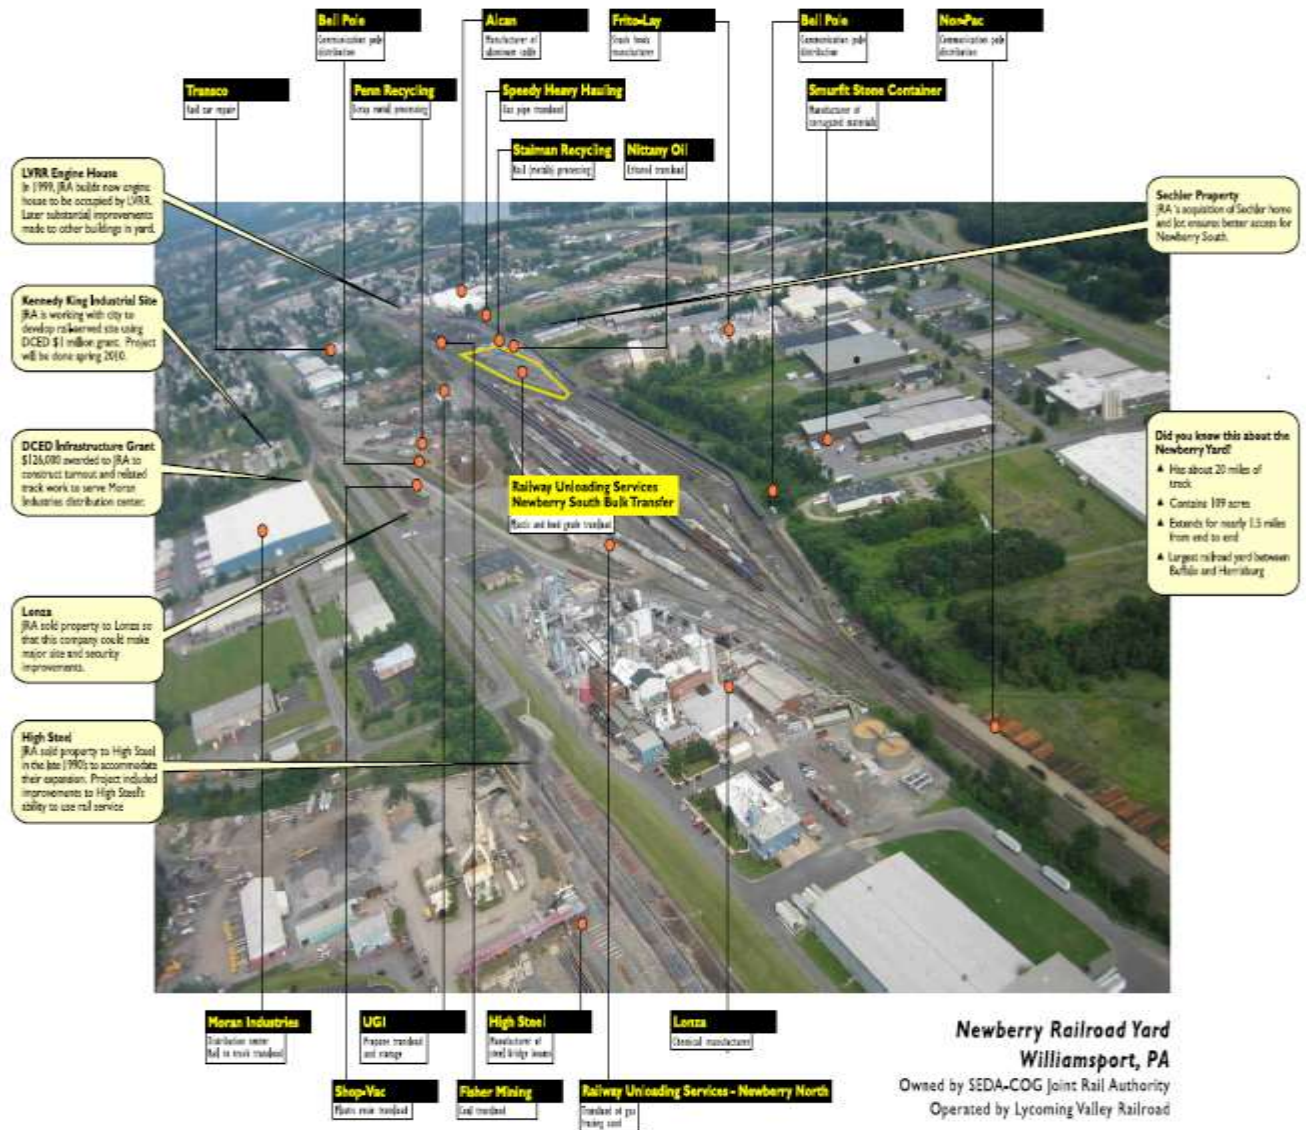 Bell Pole
Communication pole
distribution
Alcan
Manufacturer of
aluminum cable
Frito-Lay
Snack foods
manufacturer
Bell Pole
Communication pole
distribution
Non-Pac
Communication pole
distribution
Transco
Rail car repair
Penn Recycling
Scrap metal processing
Speedy Heavy Hauling
Gas pipe transload
Smurfit Stone Container
Manufacturer of
corrugated materials
Staiman Recycling
Rail (metals) processing
Nittany Oil
Ethanol transload
LVRR Engine House
In 1999, JRA builds new engine
house to be occupied by LVRR.
Later substantial improvements
made to other buildings in yard.
Sechler Property
JRA's acquisition of Sechler home
and lot ensures better access for
Newberry South.
Kennedy King Industrial Site
JRA is working with city to
develop rail-served site using
DCED $1 million grant. Project
will be done spring 2010.
DCED Infrastructure Grant
$126,000 awarded to JRA to
construct turnout and related
track work to serve Moran
Industries distribution center.
Did you know this about the
Newberry Yard?
▲ Has about 20 miles of
track
▲ Contains 109 acres
▲ Extends for nearly 1.5 miles
from end to end
▲ Largest railroad yard between
Buffalo and Harrisburg
Railway Unloading Services
Newberry South Bulk Transfer
Plastic and food grade transload
Lonza
JRA sold property to Lonza so
that this company could make
major site and security
improvements.
High Steel
JRA sold property to High Steel
in the late 1990's to accommodate
their expansion. Project included
improvements to High Steel's
ability to use rail service
Moran Industries
Distribution center
Rail to truck transload
UGI
Propane transload
and storage
High Steel
Manufacturer of
steel bridge beams
Lonza
Chemical manufacturer
Shop-Vac
Plastic resin transload
Fisher Mining
Coal transload
Railway Unloading Services - Newberry North
Transload of gas
fracing sand
Newberry Railroad Yard
Williamsport, PA
Owned by SEDA-COG Joint Rail Authority
Operated by Lycoming Valley Railroad